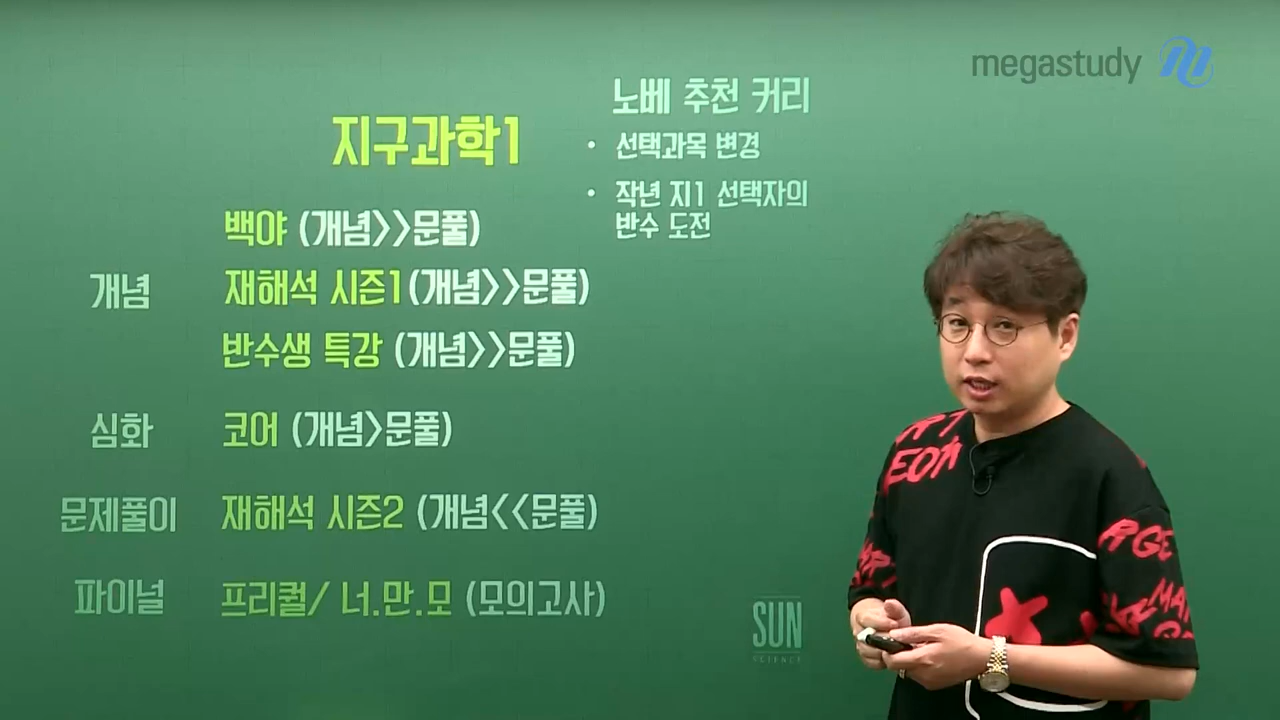 megastudy
지구과학1
노베 추천 커리
• 선택과목 변경
• 작년 지1 선택자의
반수 도전
백야 (개념>>문풀)
개념 재해석 시즌1(개념>>문풀)
반수생 특강 (개념>>문풀)
심화 코어 (개념>문풀)
문제풀이 재해석 시즌2 (개념<<문풀)
파이널 프리퀄/ 너.만.모 (모의고사)
SUN
SCIENCE
RGE
MA